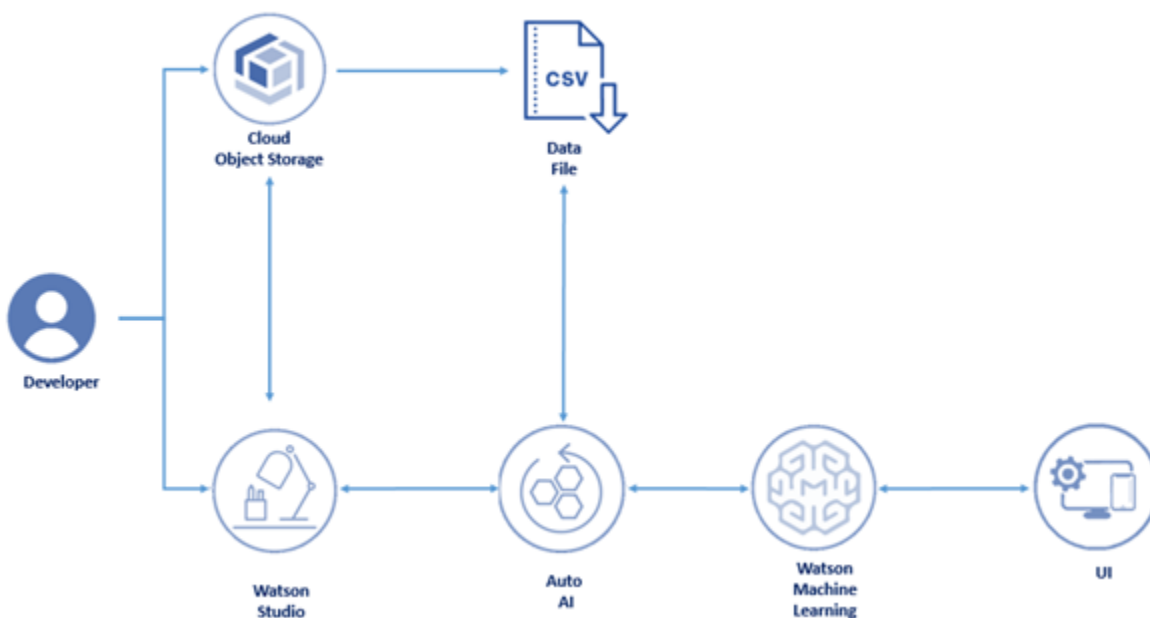 CSV
Cloud
Object Storage
Data
File
Developer
Watson
Studio
Auto
AI
Watson
Machine
Learning
UI